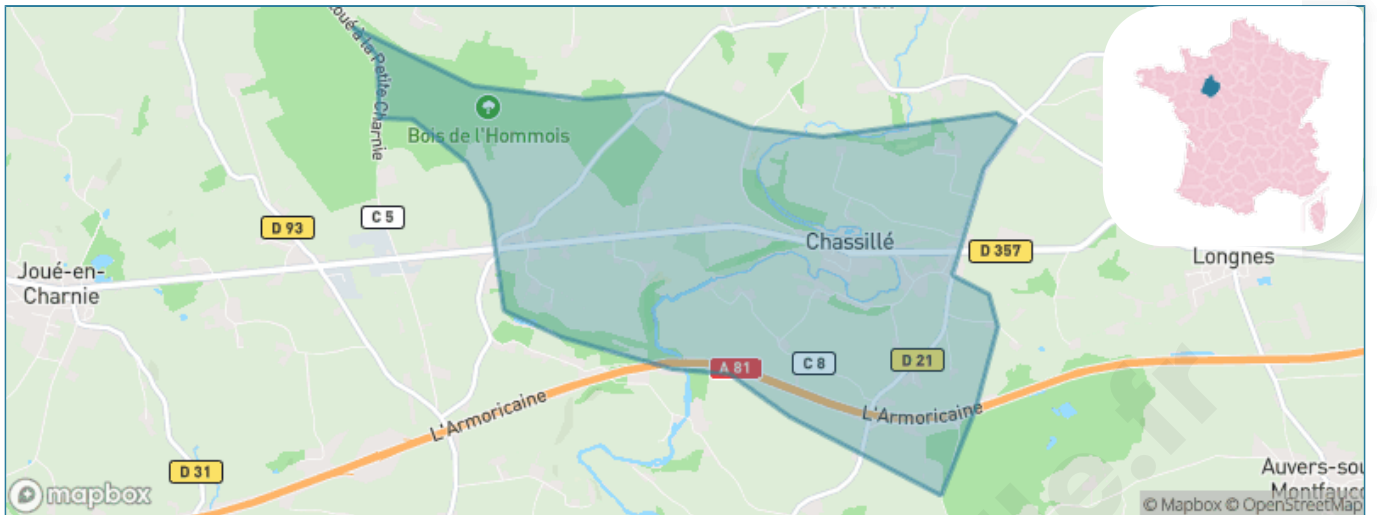 Loué à la Petite Charnie
Bois de l'Hommois
C 5
D 93
Chassillé
D 357
Longnes
Joué-en-
Charnie
A 81
C 8
D 21
L'Armoricaine
L'Armoricaine
D 31
Auvers-sou
Montfauco
mapbox
© Mapbox © OpenStreetMap